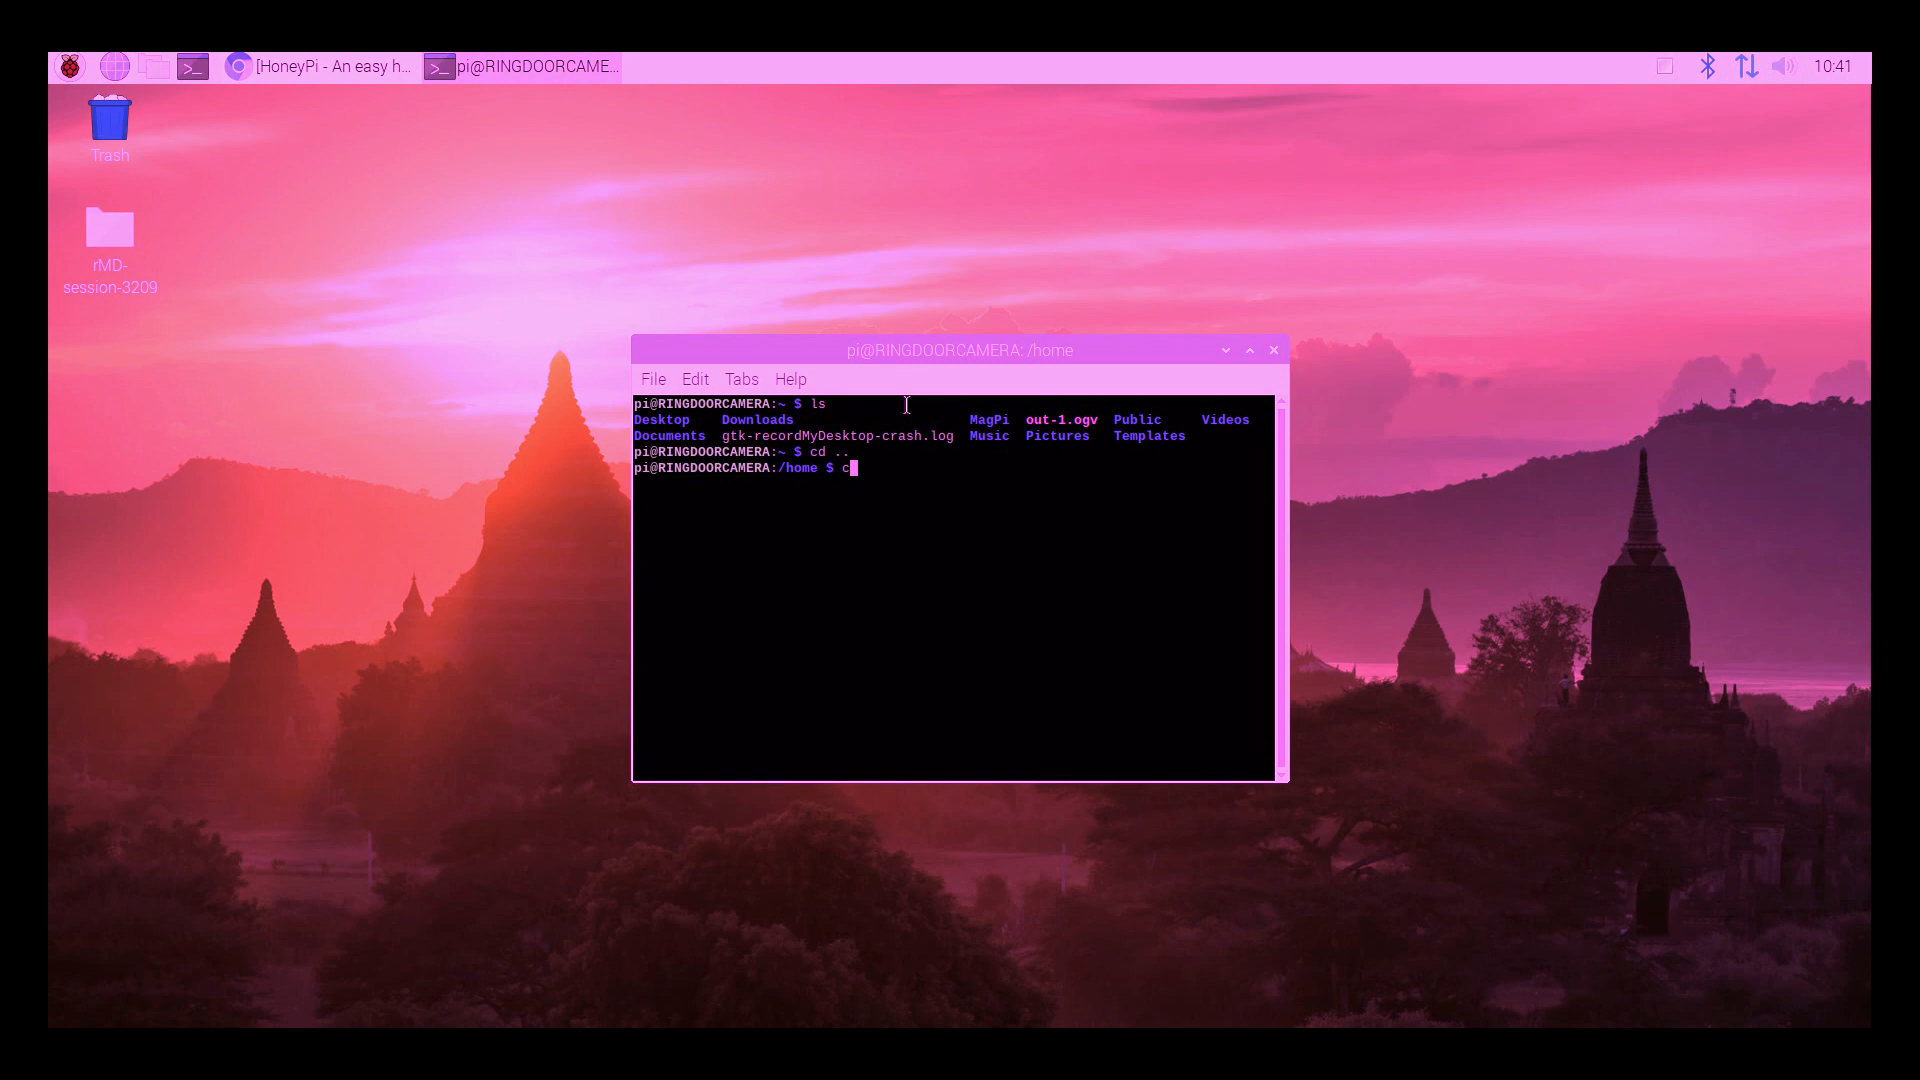 [HoneyPi - An easy h... pi@RINGDOORCAME... 10:41
Trash
rMD-
session-3209
pi@RINGDOORCAMERA: /home
File Edit Tabs Help
pi@RINGDOORCAMERA:~ $ ls
Desktop Downloads MagPi out-1.ogv Public Videos
Documents gtk-recordMyDesktop-crash.log Music Pictures Templates
pi@RINGDOORCAMERA:~ $ cd ..
pi@RINGDOORCAMERA:/home $ c